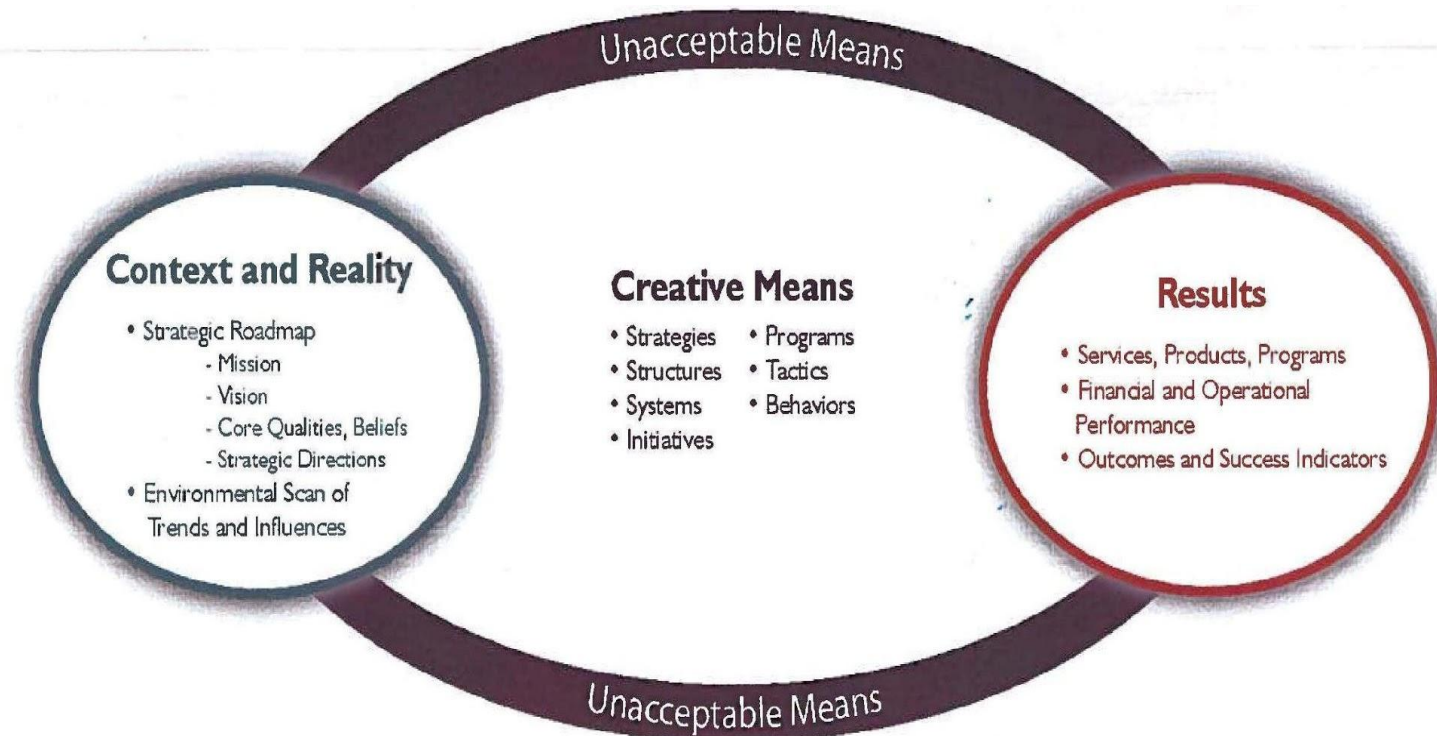 Unacceptable Means
Context and Reality
• Strategic Roadmap
- Mission
- Vision
- Core Qualities, Beliefs
- Strategic Directions
• Environmental Scan of
Trends and Influences
Creative Means
• Strategies
• Structures
• Systems
• Initiatives
• Programs
• Tactics
• Behaviors
Results
• Services, Products, Programs
• Financial and Operational
Performance
• Outcomes and Success Indicators
Unacceptable Means